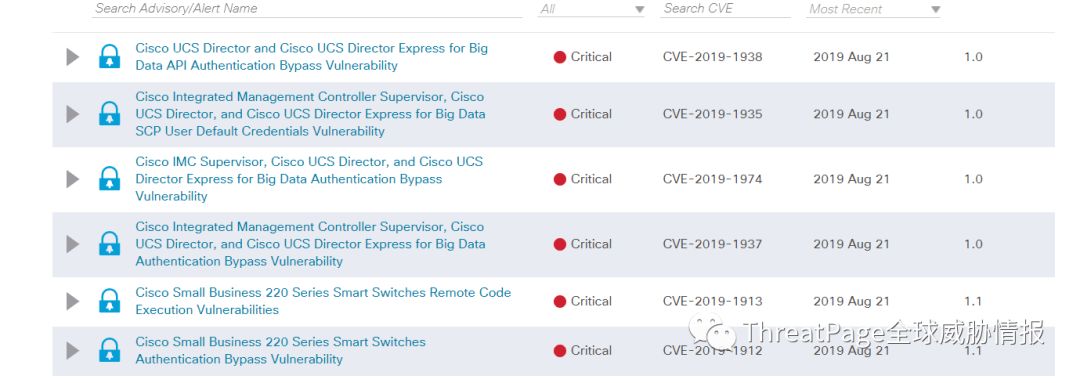 Search Advisory/Alert Name All Search CVE Most Recent
Cisco UCS Director and Cisco UCS Director Express for Big
Data API Authentication Bypass Vulnerability
Critical CVE-2019-1938 2019 Aug 21 1.0
Cisco Integrated Management Controller Supervisor, Cisco
UCS Director, and Cisco UCS Director Express for Big Data
SCP User Default Credentials Vulnerability
Critical CVE-2019-1935 2019 Aug 21 1.0
Cisco IMC Supervisor, Cisco UCS Director, and Cisco UCS
Director Express for Big Data Authentication Bypass
Vulnerability
Critical CVE-2019-1974 2019 Aug 21 1.0
Cisco Integrated Management Controller Supervisor, Cisco
UCS Director, and Cisco UCS Director Express for Big Data
Authentication Bypass Vulnerability
Critical CVE-2019-1937 2019 Aug 21 1.0
Cisco Small Business 220 Series Smart Switches Remote Code
Execution Vulnerabilities
Critical CVE-2019-1913 2019 Aug 21 1.1
Cisco Small Business 220 Series Smart Switches
Authentication Bypass Vulnerability
Critical CVE-2019-1912 2019 Aug 21 1.1
ThreatPage全球威胁情报